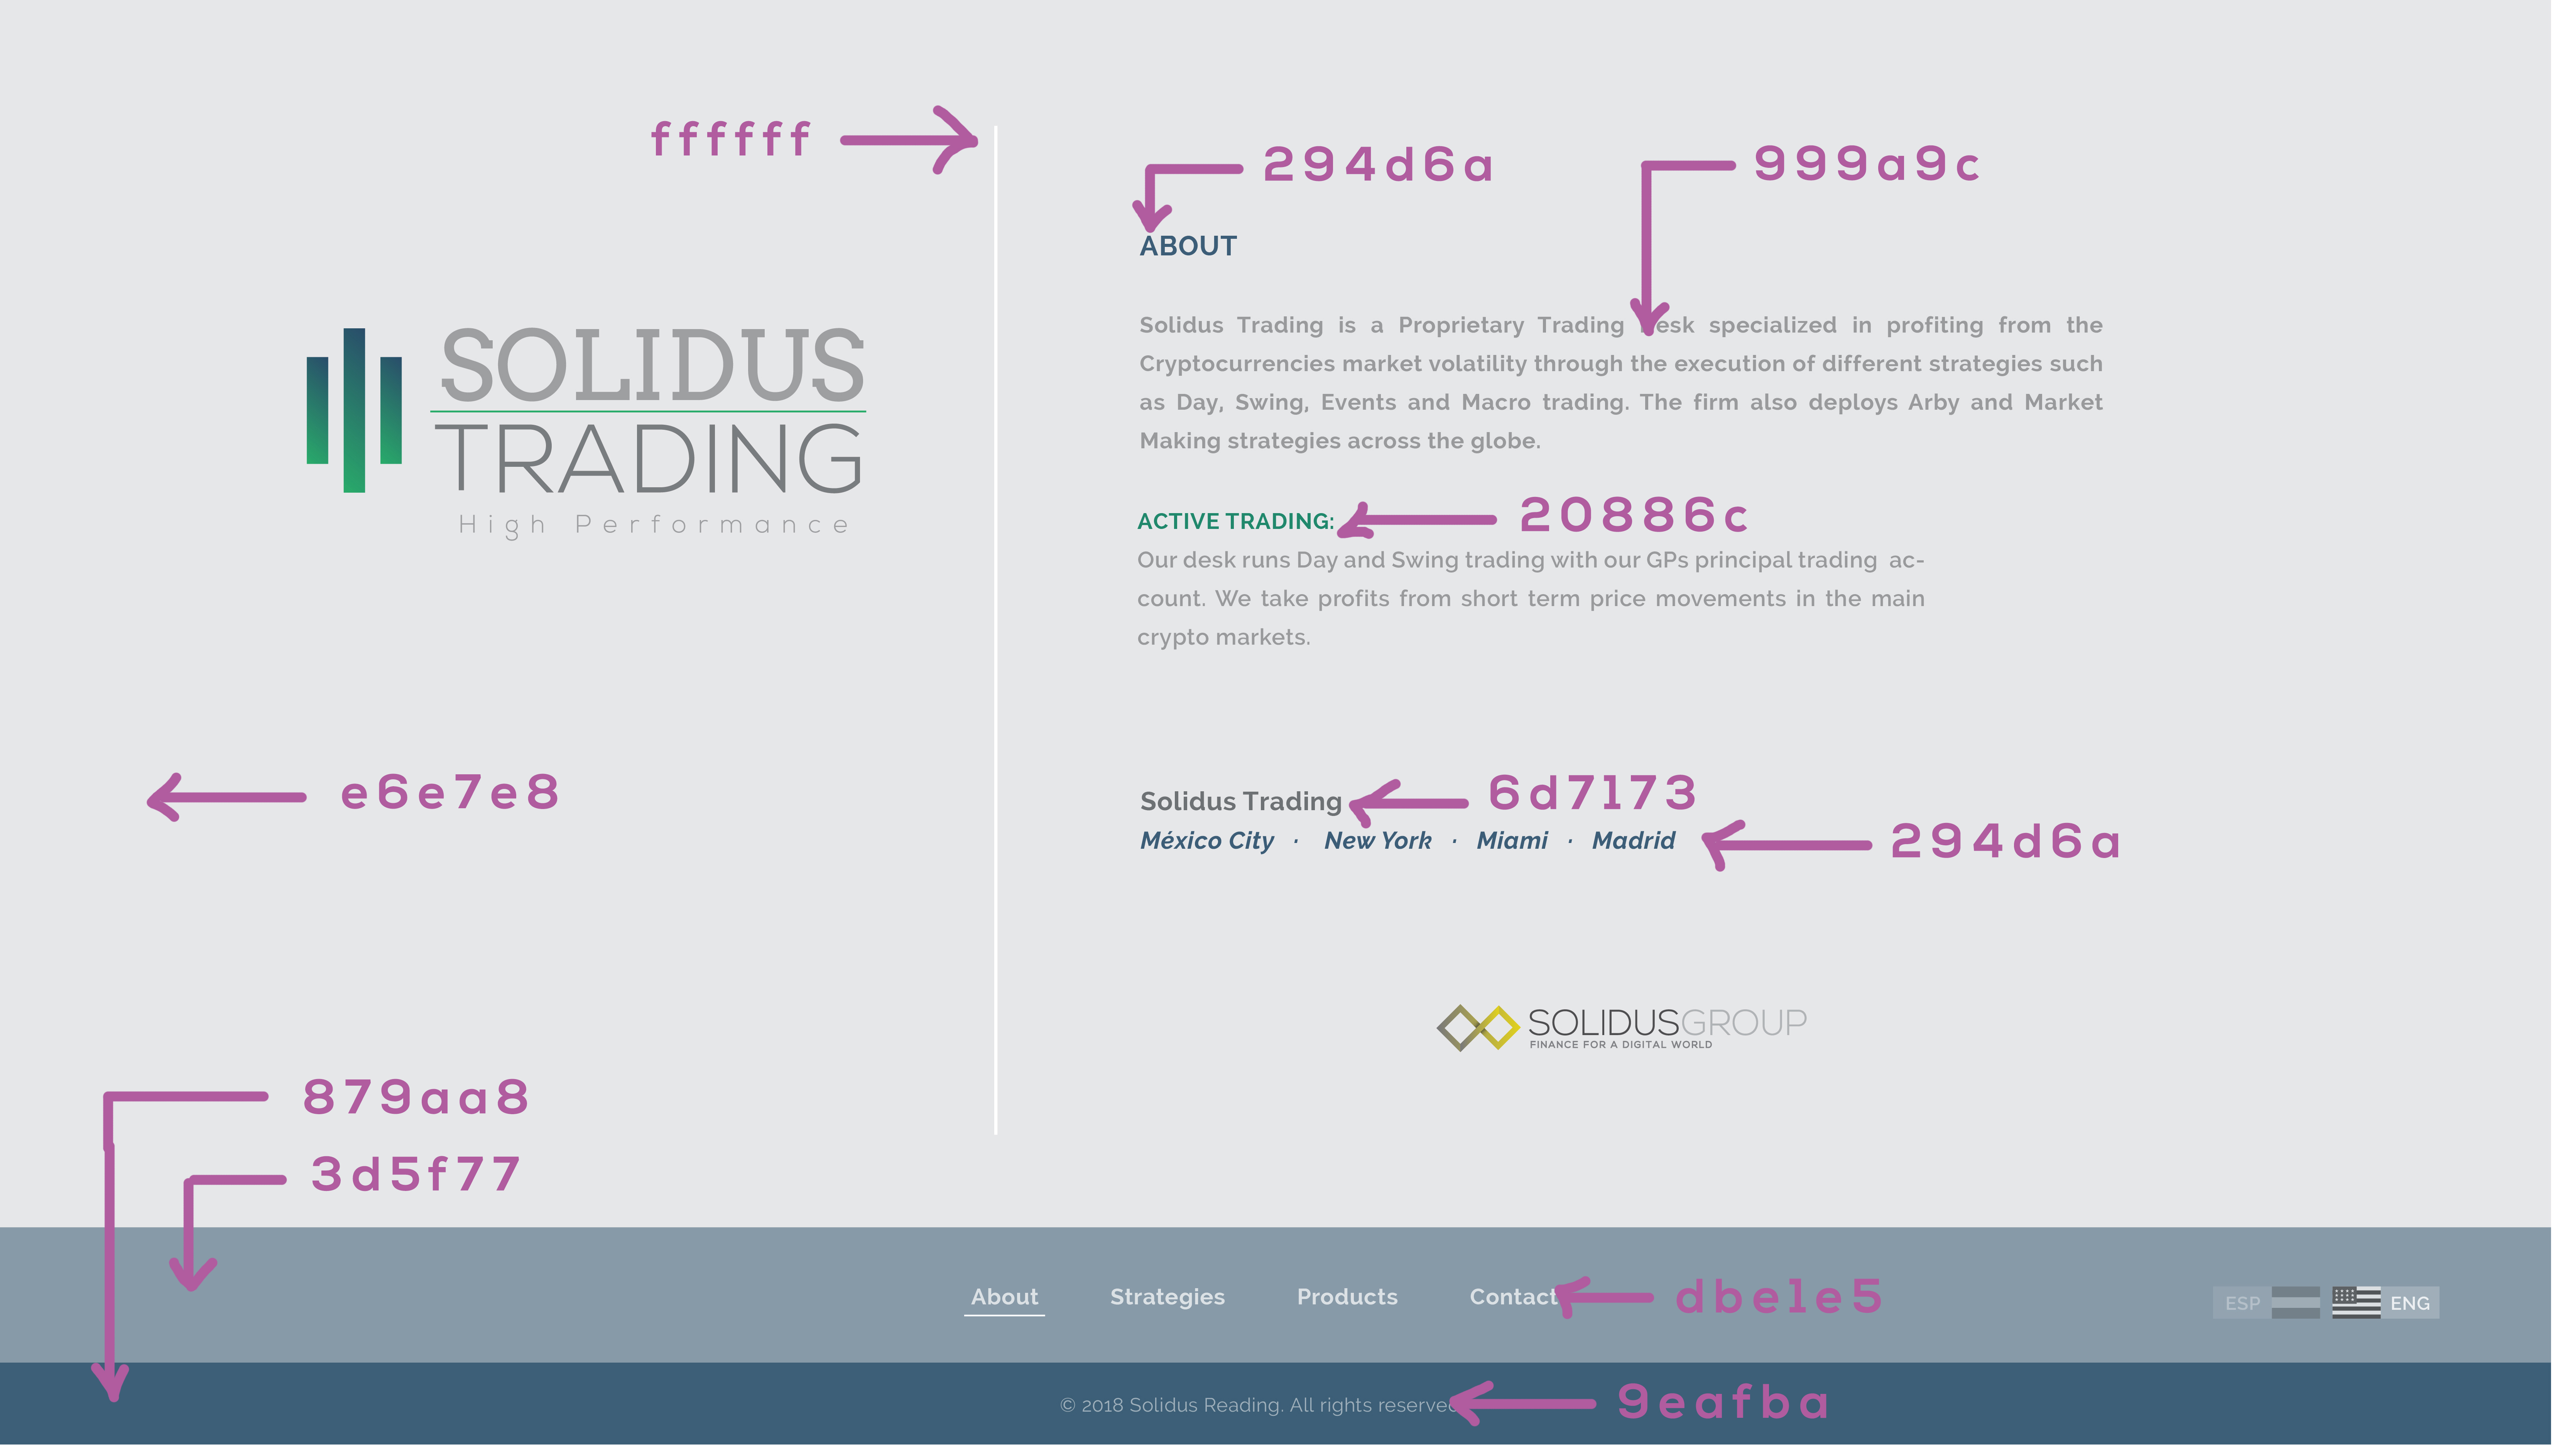 ffffff
294d6a
999a9c
ABOUT
SOLIDUS
TRADING
High Performance
Solidus Trading is a Proprietary Trading Desk specialized in profiting from the
Cryptocurrencies market volatility through the execution of different strategies such
as Day, Swing, Events and Macro trading. The firm also deploys Arby and Market
Making strategies across the globe.
ACTIVE TRADING:
20886c
Our desk runs Day and Swing trading with our GPs principal trading ac-
count. We take profits from short term price movements in the main
crypto markets.
e6e7e8
Solidus Trading
6d7173
México City · New York · Miami · Madrid
294d6a
SOLIDUSGROUP
FINANCE FOR A DIGITAL WORLD
879aa8
3d5f77
About Strategies Products Contact
dbe1e5
ESP ENG
© 2018 Solidus Reading. All rights reserved
9eafba